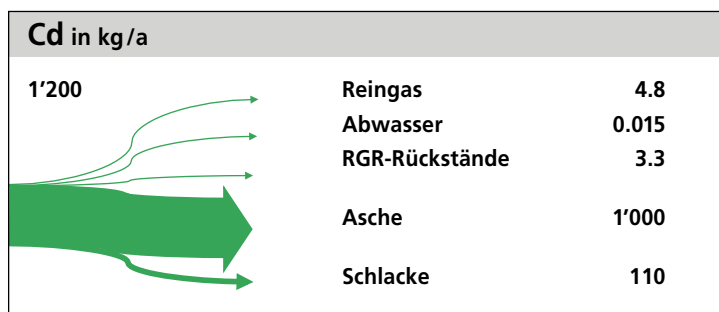 Cd in kg/a
1’200
Reingas 4.8
Abwasser 0.015
RGR-Rückstände 3.3
Asche 1’000
Schlacke 110